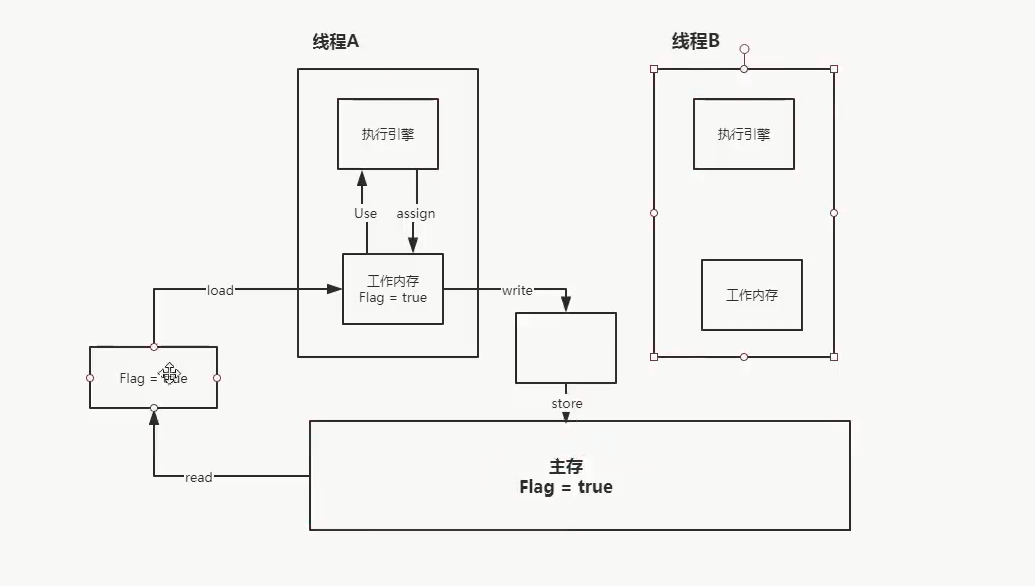 线程A
线程B
执行引擎
执行引擎
Use
assign
工作内存
Flag = true
工作内存
load
write
Flag = true
store
主存
Flag = true
read